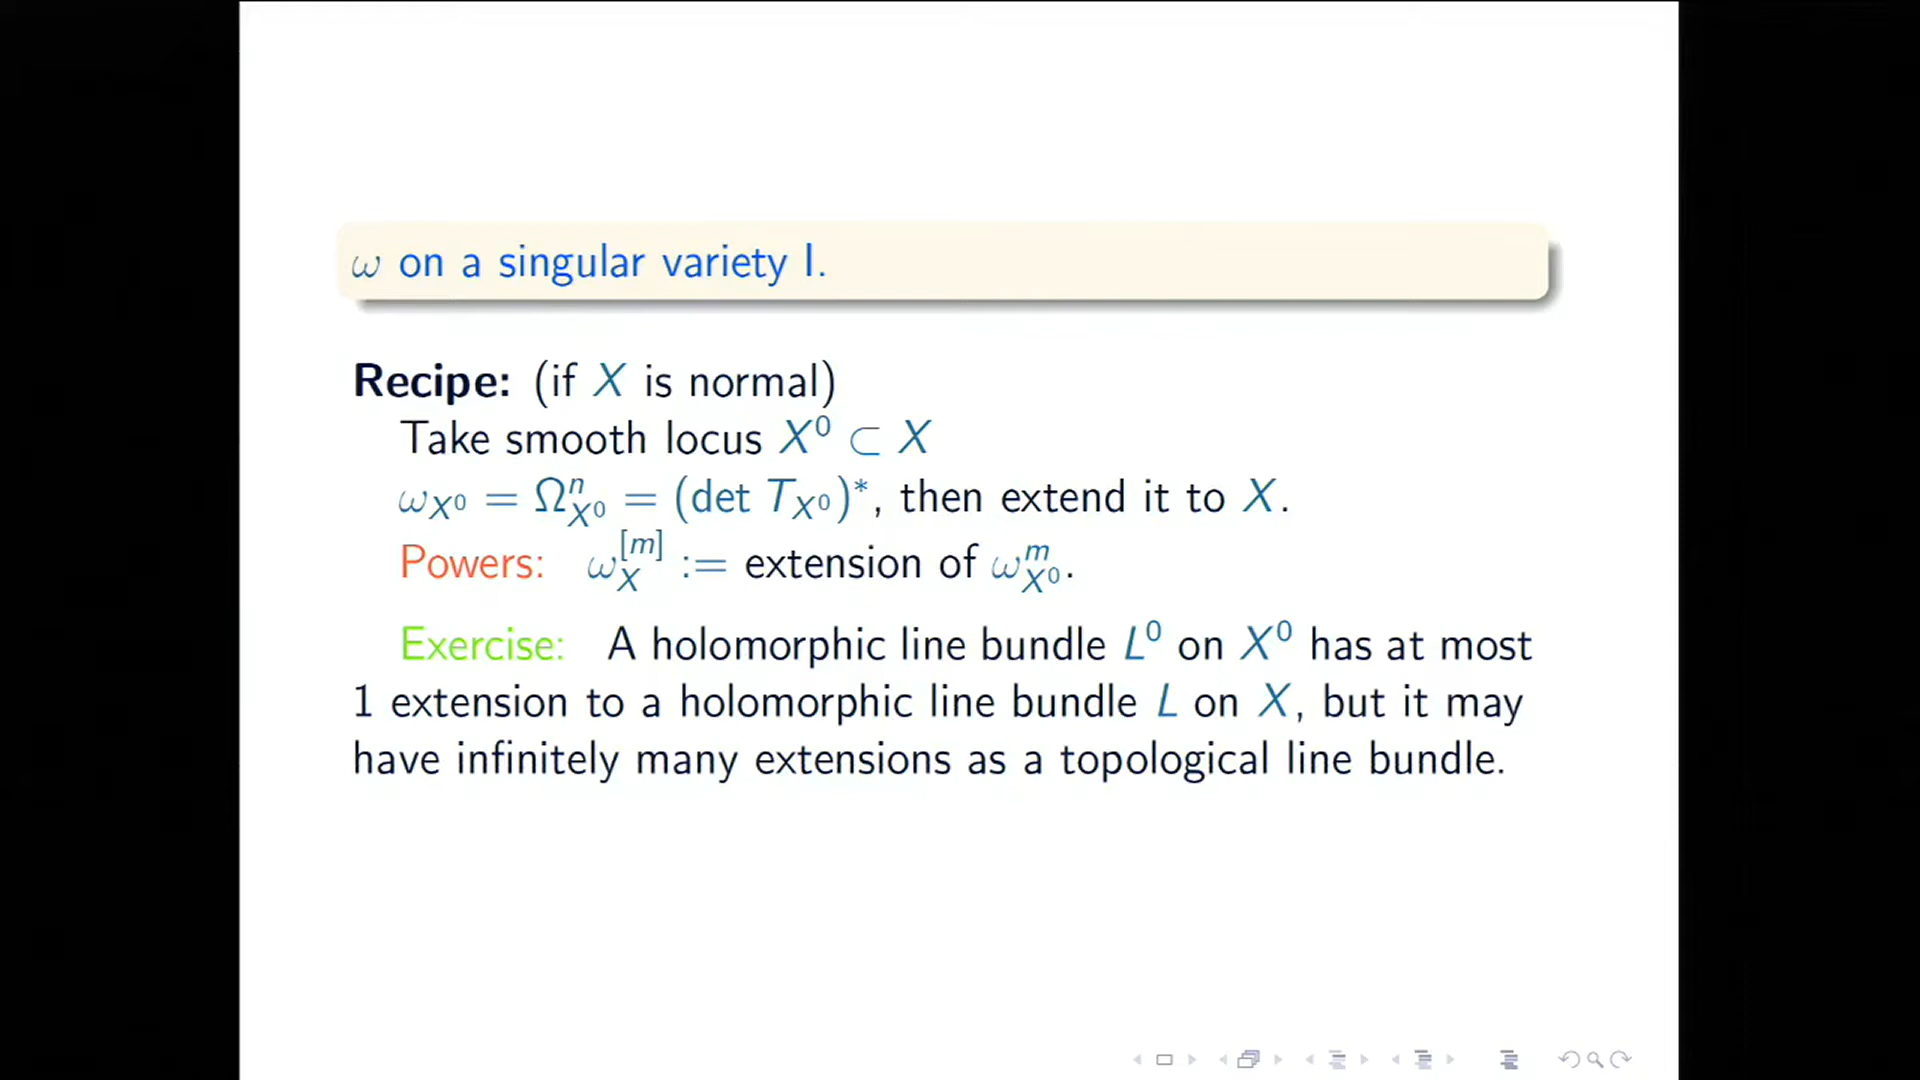 ω on a singular variety I.
Recipe: (if X is normal)
Take smooth locus X⁰ ⊂ X
ω_{X⁰} = Ω^n_{X⁰} = (det T_{X⁰})*, then extend it to X.
Powers: ω_X^{[m]} := extension of ω^m_{X⁰}.
Exercise: A holomorphic line bundle L⁰ on X⁰ has at most
1 extension to a holomorphic line bundle L on X, but it may
have infinitely many extensions as a topological line bundle.